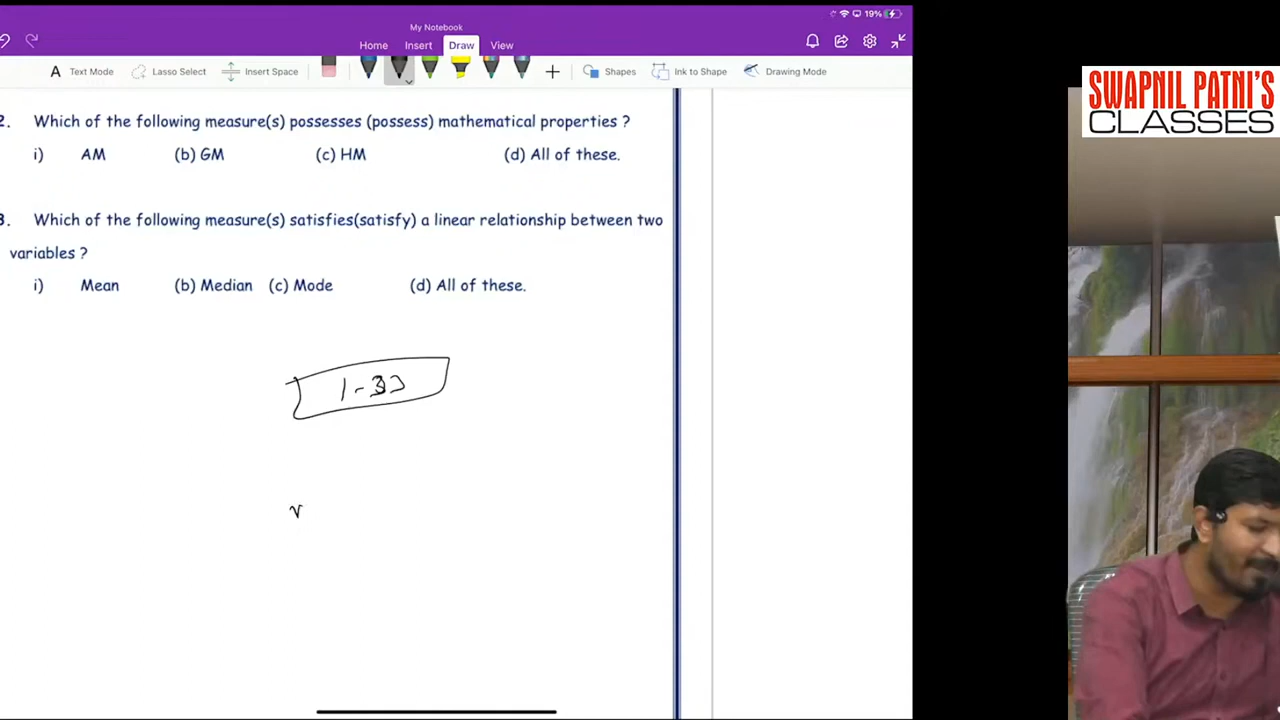 My Notebook
19%
Home Insert Draw View
A Text Mode Lasso Select Insert Space Shapes Ink to Shape Drawing Mode
2. Which of the following measure(s) possesses (possess) mathematical properties ?
i) AM (b) GM (c) HM (d) All of these.
3. Which of the following measure(s) satisfies(satisfy) a linear relationship between two
variables ?
i) Mean (b) Median (c) Mode (d) All of these.
1-33
SWAPNIL PATNI'S
CLASSES